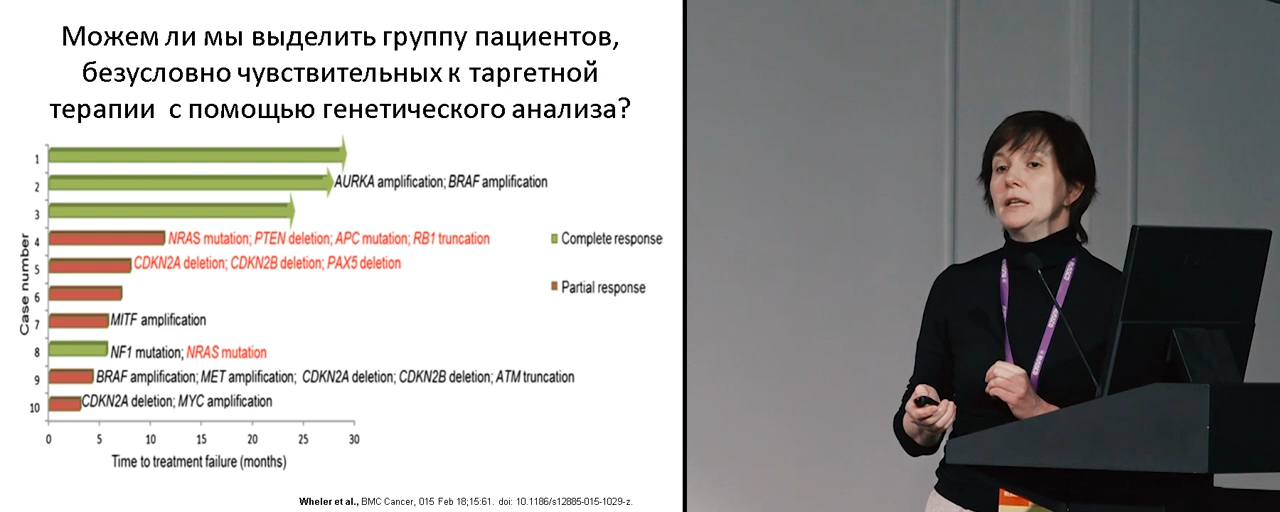 Можем ли мы выделить группу пациентов,
безусловно чувствительных к таргетной
терапии с помощью генетического анализа?
Case number
1
2
AURKA amplification; BRAF amplification
3
4
NRAS mutation; PTEN deletion; APC mutation; RB1 truncation
Complete response
5
CDKN2A deletion; CDKN2B deletion; PAX5 deletion
6
Partial response
7
MITF amplification
8
NF1 mutation; NRAS mutation
9
BRAF amplification; MET amplification; CDKN2A deletion; CDKN2B deletion; ATM truncation
10
CDKN2A deletion; MYC amplification
0 5 10 15 20 25 30
Time to treatment failure (months)
Wheler et al., BMC Cancer, 015 Feb 18;15:61. doi: 10.1186/s12885-015-1029-z.